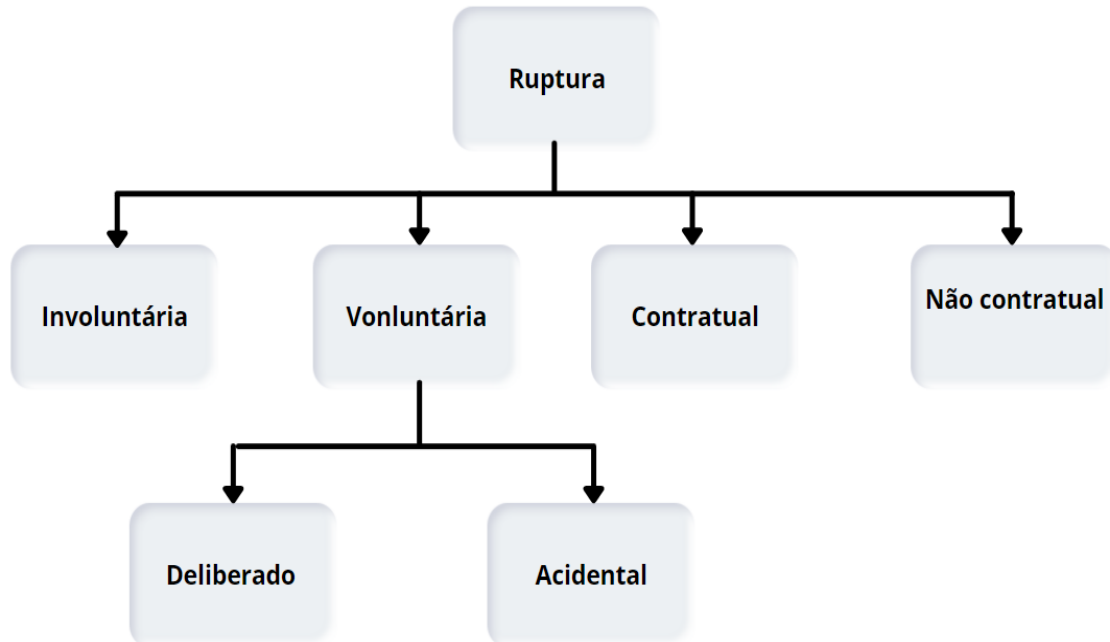 Ruptura
Involuntária
Vonluntária
Contratual
Não contratual
Deliberado
Acidental